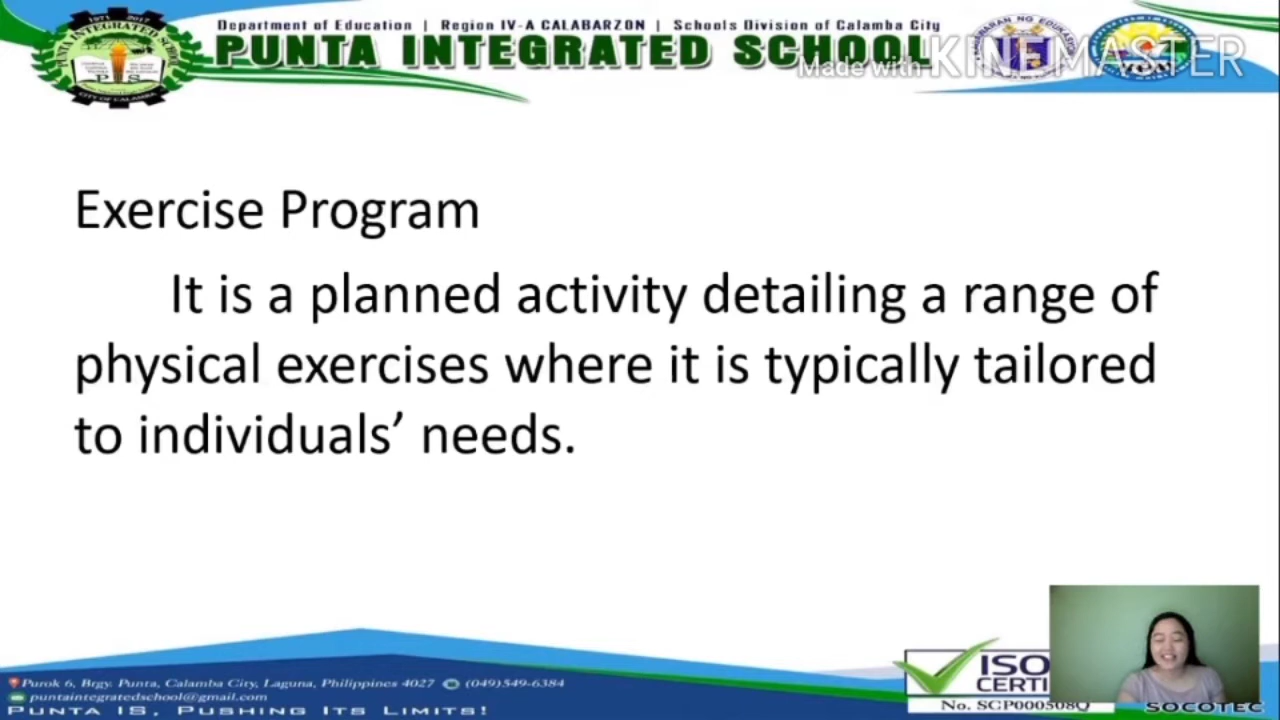 Department of Education | Region IV-A CALABARZON | Schools Division of Calamba City
PUNTA INTEGRATED SCHOOL
Made with KINEMASTER
Exercise Program
It is a planned activity detailing a range of
physical exercises where it is typically tailored
to individuals’ needs.
Purok 6, Brgy. Punta, Calamba City, Laguna, Philippines 4027 (049)549-6384
puntaintegratedschool@gmail.com
PUNTA IS, PUSHING ITS LIMITS!
ISO
CERTI
No. SCP000508Q
SOCOTEC